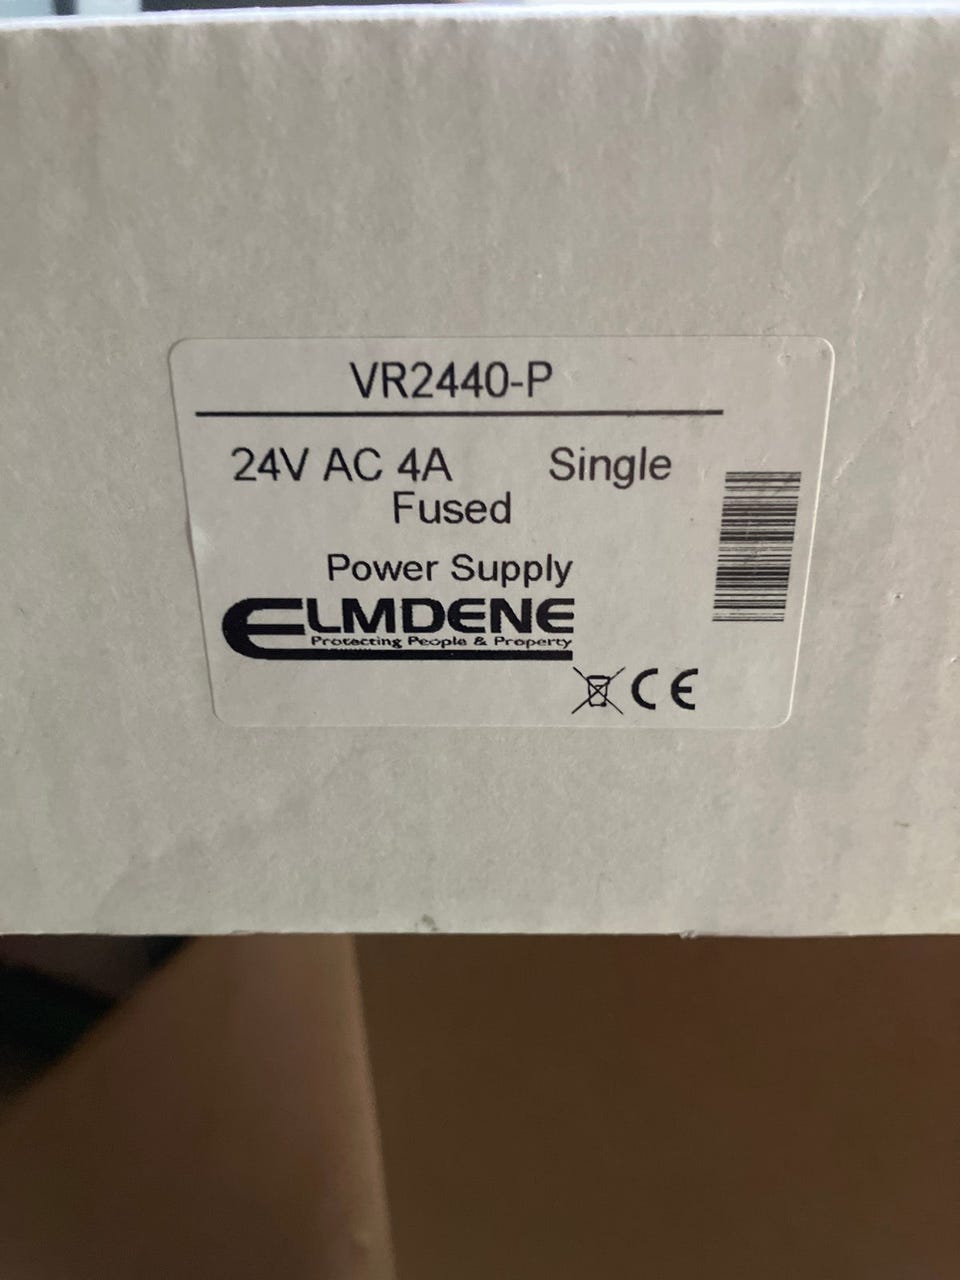 VR2440-P
24V AC 4A Single
Fused
Power Supply
ELMDENE
Protecting People & Property
CE